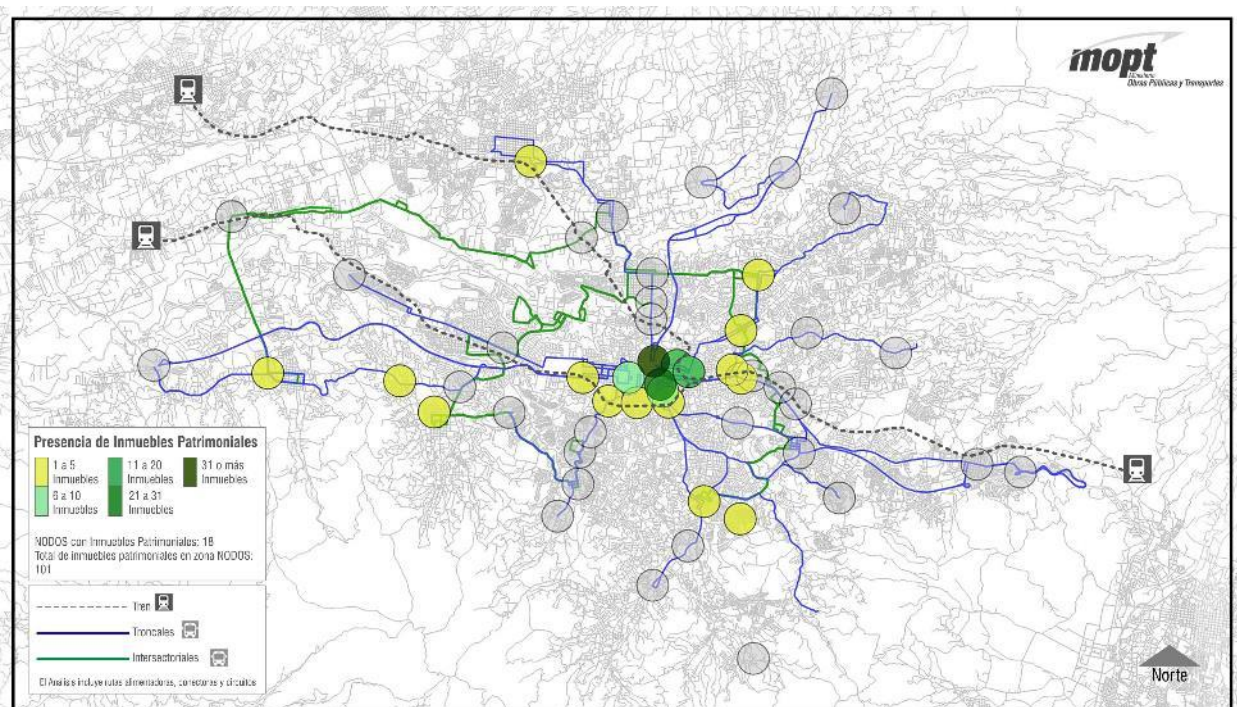 mopt
Ministerio
Obras Públicas y Transportes
Presencia de Inmuebles Patrimoniales
1 a 5
Inmuebles
11 a 20
Inmuebles
31 o más
Inmuebles
6 a 10
Inmuebles
21 a 31
Inmuebles
NODOS con Inmuebles Patrimoniales: 18
Total de inmuebles patrimoniales en zona NODOS:
101
Tren
Troncales
Intersectoriales
El Analisis incluye rutas alimentadoras, conectoras y circuitos
Norte